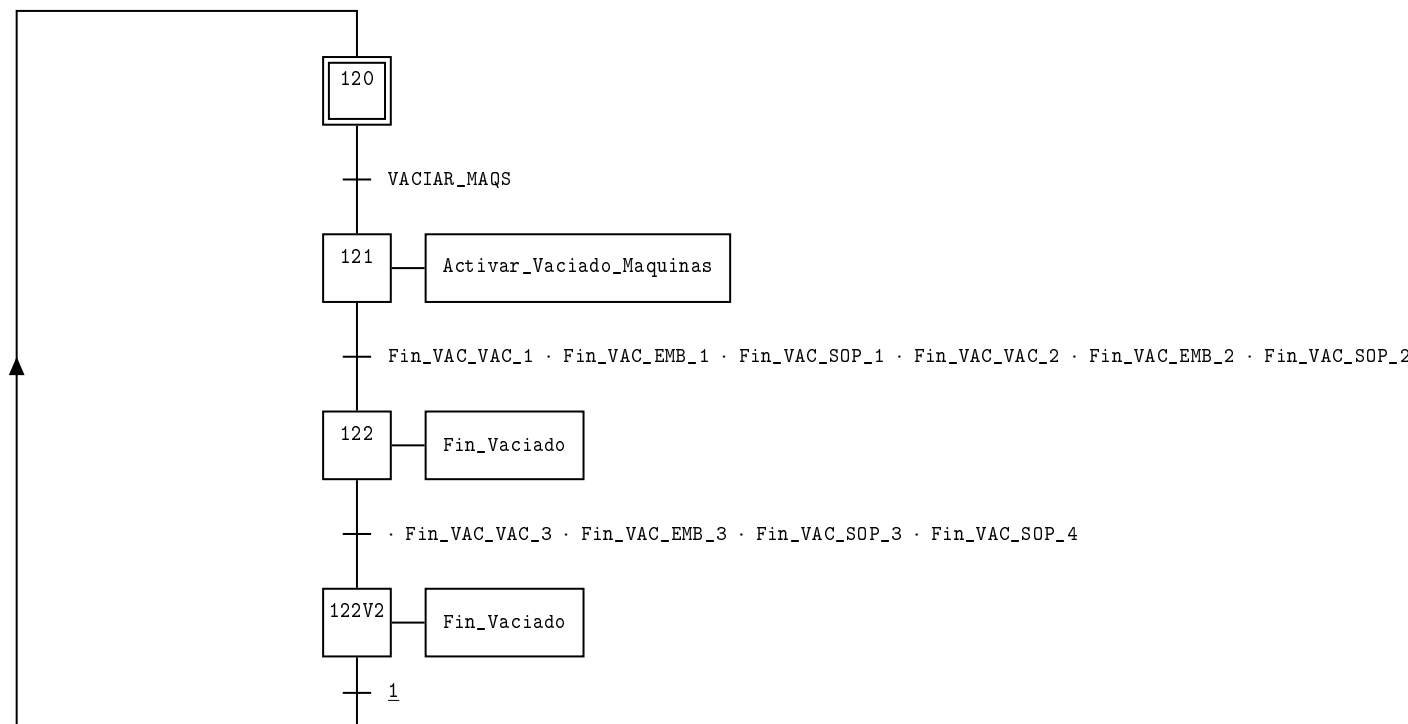 120
VACIAR_MAQS
121
Activar_Vaciado_Maquinas
Fin_VAC_VAC_1 · Fin_VAC_EMB_1 · Fin_VAC_SOP_1 · Fin_VAC_VAC_2 · Fin_VAC_EMB_2 · Fin_VAC_SOP_2
122
Fin_Vaciado
· Fin_VAC_VAC_3 · Fin_VAC_EMB_3 · Fin_VAC_SOP_3 · Fin_VAC_SOP_4
122V2
Fin_Vaciado
1